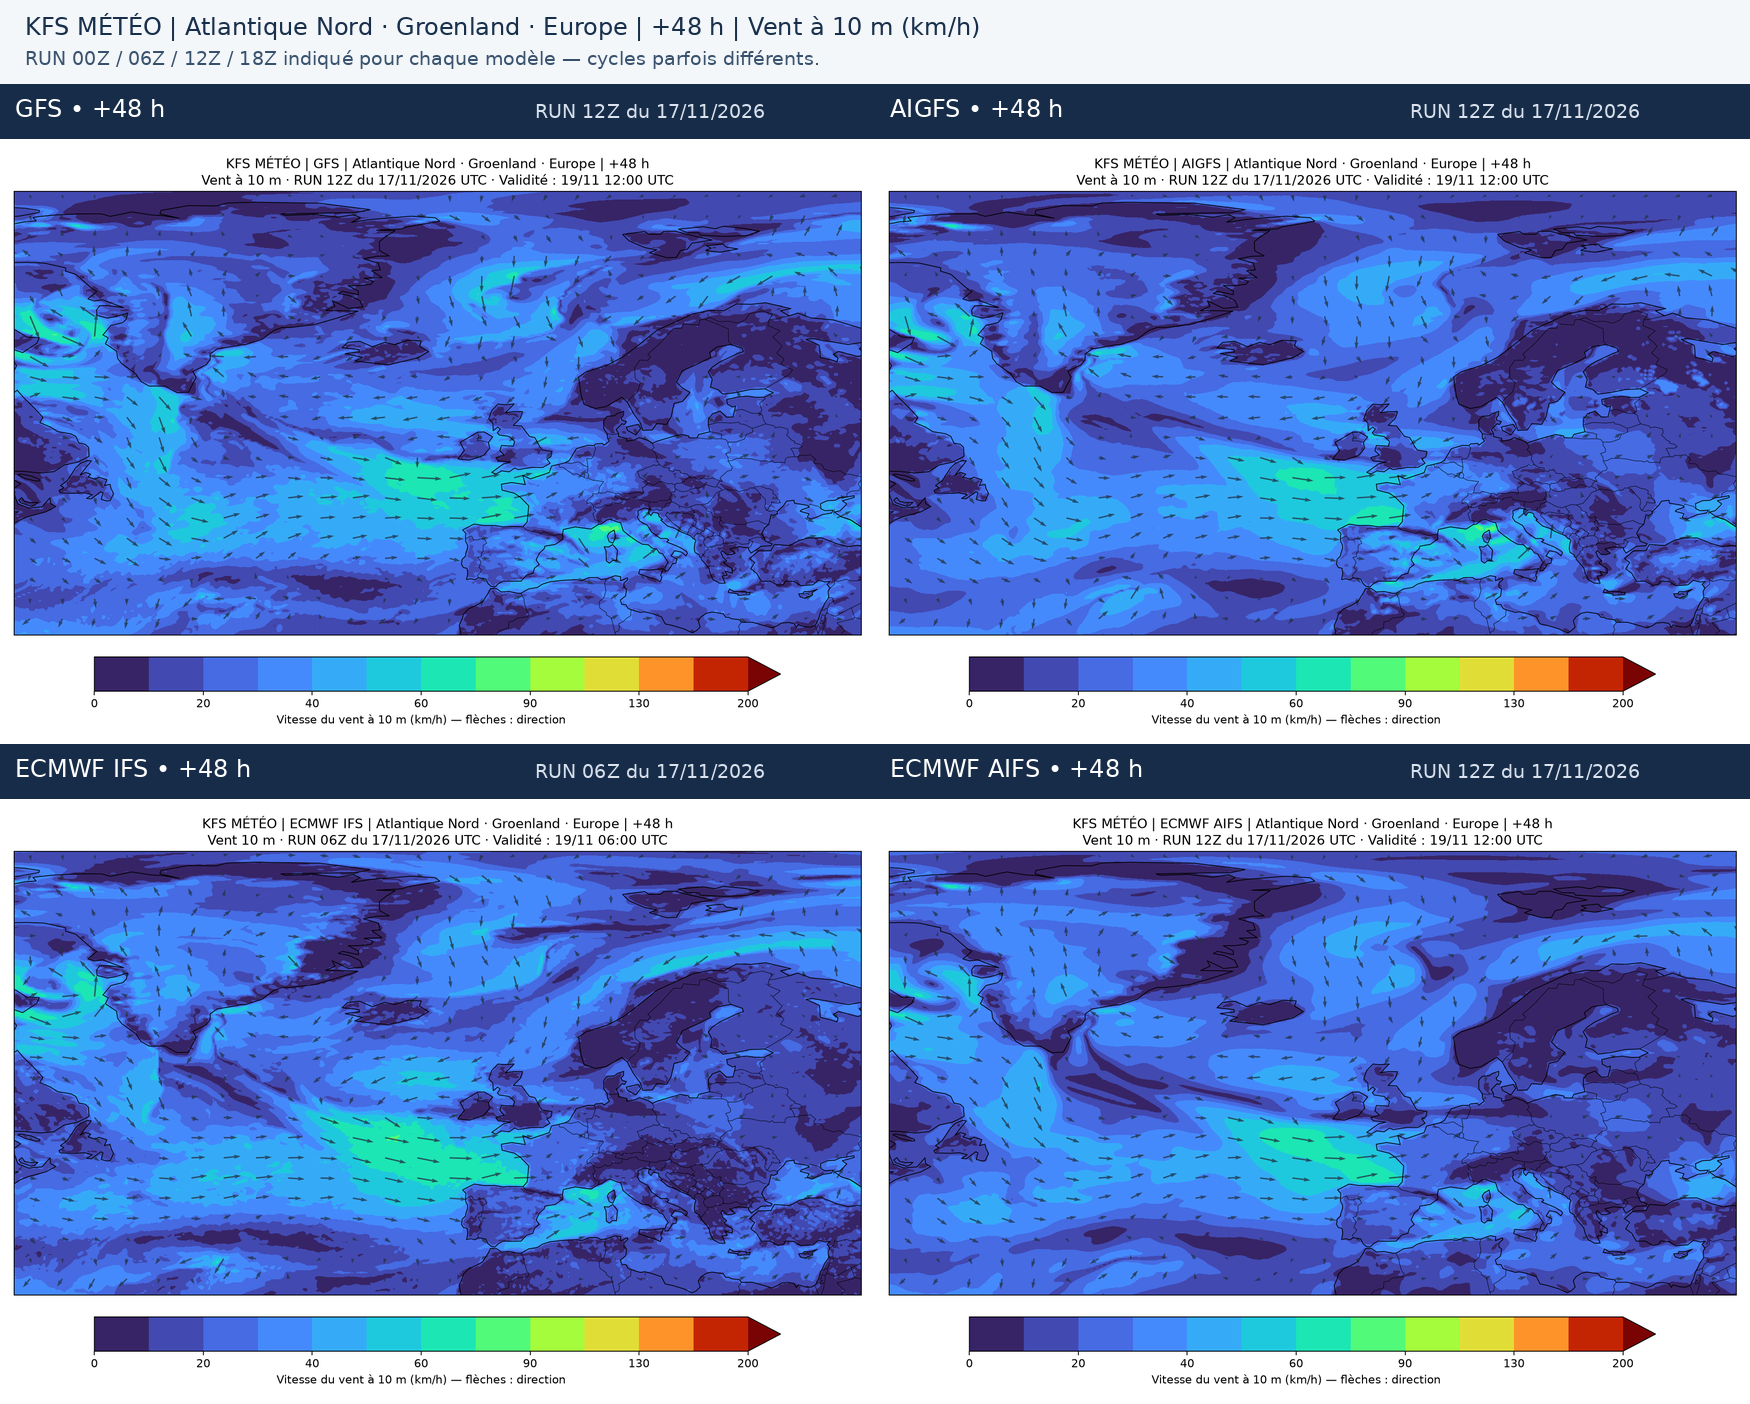 KFS MÉTÉO | Atlantique Nord · Groenland · Europe | +48 h | Vent à 10 m (km/h)
RUN 00Z / 06Z / 12Z / 18Z indiqué pour chaque modèle — cycles parfois différents.
GFS • +48 h
RUN 12Z du 17/11/2026
KFS MÉTÉO | GFS | Atlantique Nord · Groenland · Europe | +48 h
Vent à 10 m · RUN 12Z du 17/11/2026 UTC · Validité : 19/11 12:00 UTC
0 20 40 60 90 130 200
Vitesse du vent à 10 m (km/h) — flèches : direction
AIGFS • +48 h
RUN 12Z du 17/11/2026
KFS MÉTÉO | AIGFS | Atlantique Nord · Groenland · Europe | +48 h
Vent à 10 m · RUN 12Z du 17/11/2026 UTC · Validité : 19/11 12:00 UTC
0 20 40 60 90 130 200
Vitesse du vent à 10 m (km/h) — flèches : direction
ECMWF IFS • +48 h
RUN 06Z du 17/11/2026
KFS MÉTÉO | ECMWF IFS | Atlantique Nord · Groenland · Europe | +48 h
Vent 10 m · RUN 06Z du 17/11/2026 UTC · Validité : 19/11 06:00 UTC
0 20 40 60 90 130 200
Vitesse du vent à 10 m (km/h) — flèches : direction
ECMWF AIFS • +48 h
RUN 12Z du 17/11/2026
KFS MÉTÉO | ECMWF AIFS | Atlantique Nord · Groenland · Europe | +48 h
Vent 10 m · RUN 12Z du 17/11/2026 UTC · Validité : 19/11 12:00 UTC
0 20 40 60 90 130 200
Vitesse du vent à 10 m (km/h) — flèches : direction